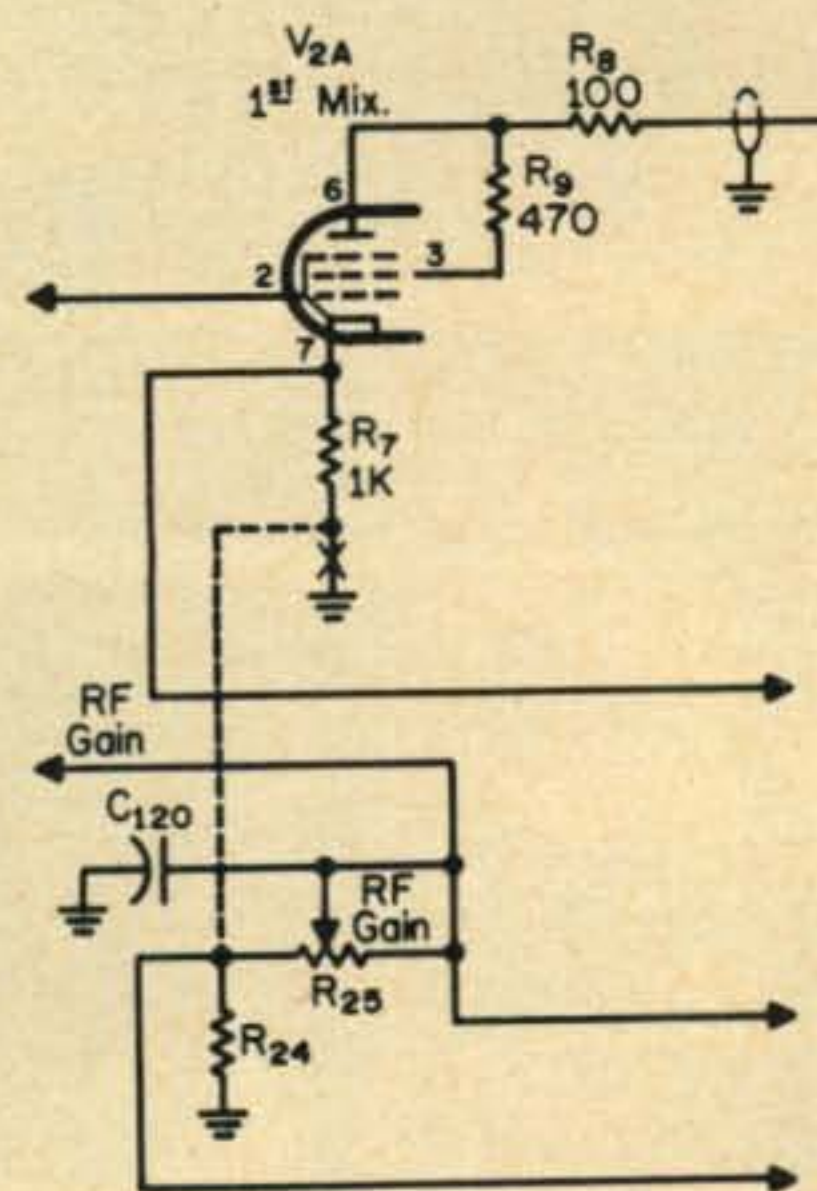 V2A
1st Mix.
R8
100
R9
470
6
3
2
7
R7
1K
RF
Gain
C120
RF
Gain
R25
R24